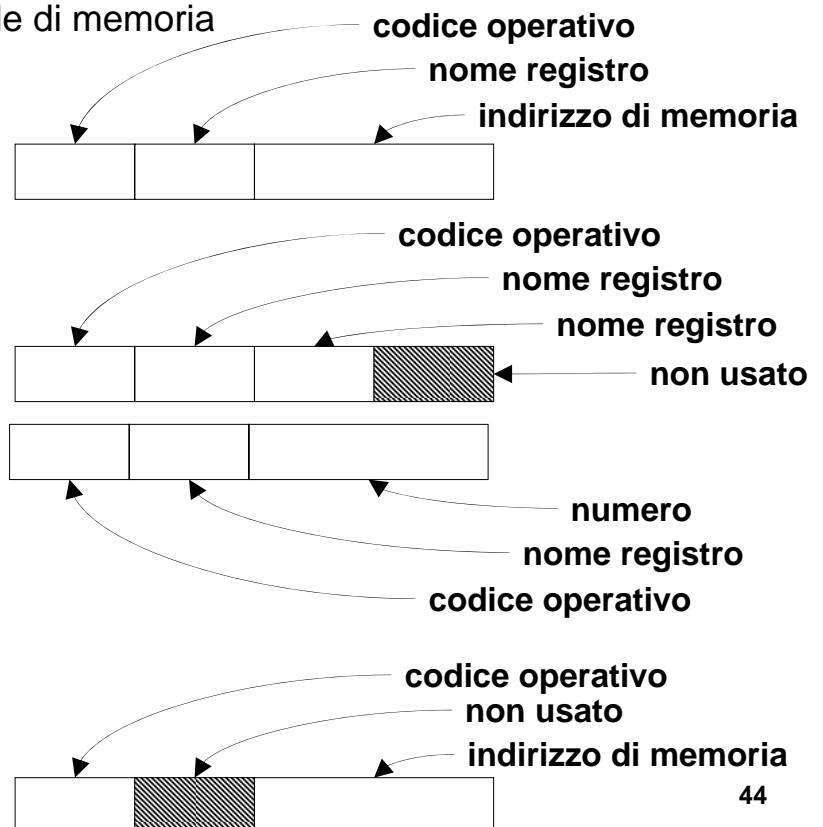 di memoria
codice operativo
nome registro
indirizzo di memoria
codice operativo
nome registro
nome registro
non usato
numero
nome registro
codice operativo
codice operativo
non usato
indirizzo di memoria
44